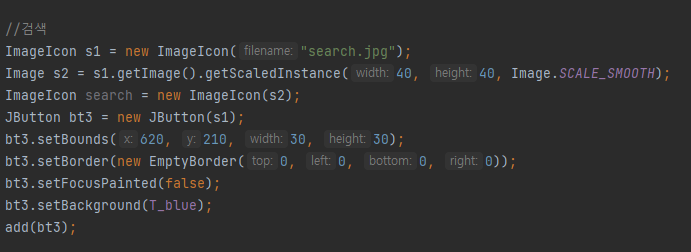 //검색
ImageIcon s1 = new ImageIcon( filename: "search.jpg");
Image s2 = s1.getImage().getScaledInstance( width: 40, height: 40, Image.SCALE_SMOOTH);
ImageIcon search = new ImageIcon(s2);
JButton bt3 = new JButton(s1);
bt3.setBounds( x: 620, y: 210, width: 30, height: 30);
bt3.setBorder(new EmptyBorder( top: 0, left: 0, bottom: 0, right: 0));
bt3.setFocusPainted(false);
bt3.setBackground(T_blue);
add(bt3);